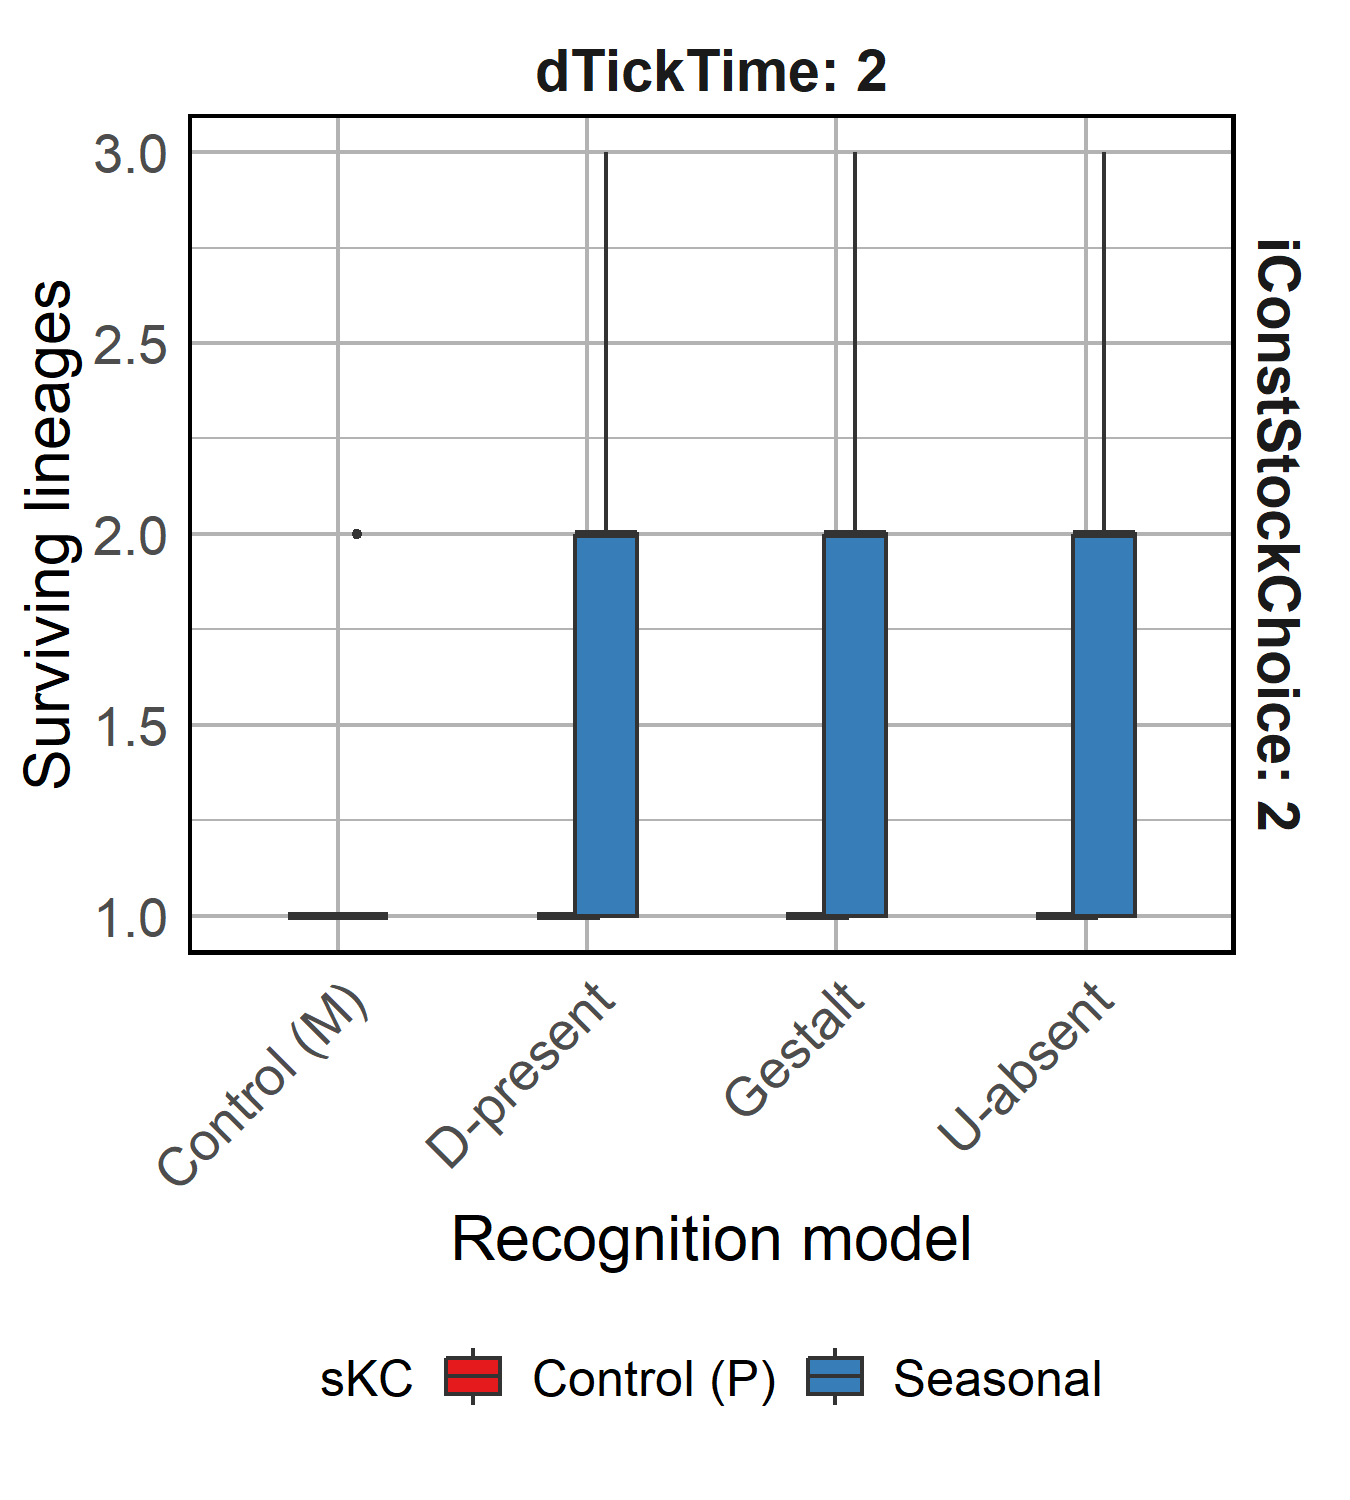 dTickTime: 2
3.0
2.5
2.0
1.5
1.0
Surviving lineages
iConstStockChoice: 2
Control (M)
D-present
Gestalt
U-absent
Recognition model
sKC Control (P) Seasonal